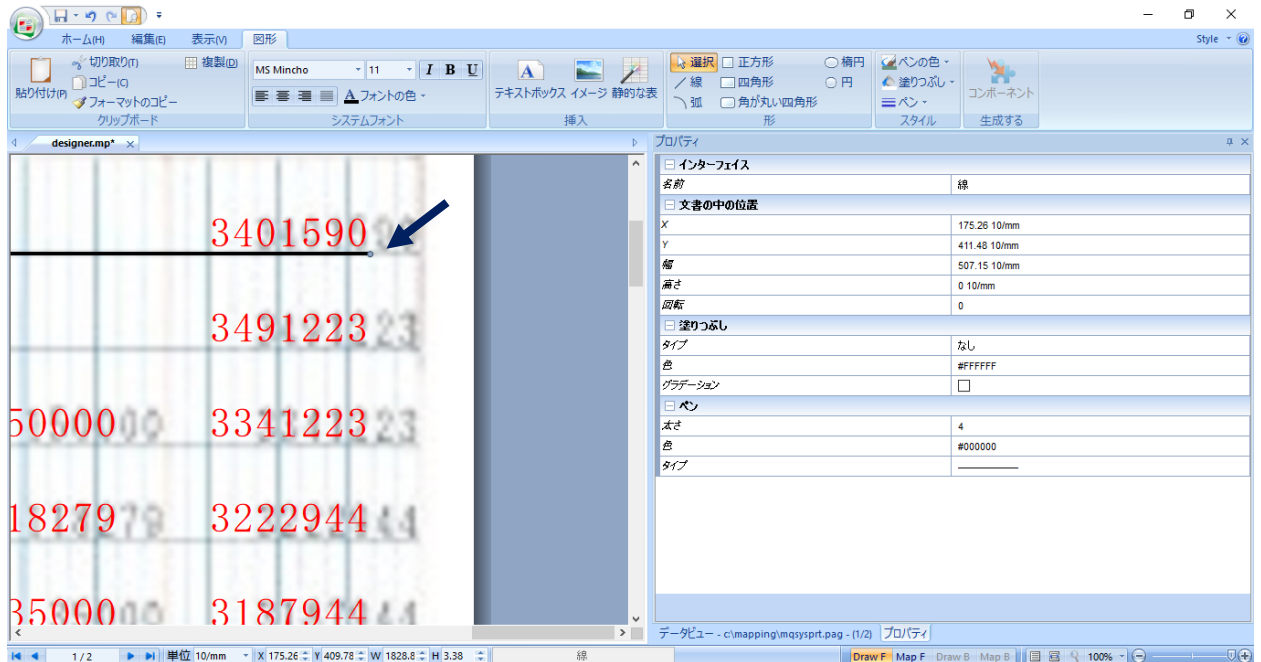 Style
ホーム(H) 編集(E) 表示(V) 図形
貼り付け(P)
切り取り(T)
コピー(C)
フォーマットのコピー
複製(D)
クリップボード
MS Mincho 11 I B U
A フォントの色
システムフォント
A
テキストボックス イメージ 静的な表
挿入
選択 正方形 楕円
線 四角形 円
弧 角が丸い四角形
形
ペンの色
塗りつぶし
ペン
スタイル
コンポーネント
生成する
designer.mp*
3401590
3491223
50000 3341223
18279 3222944
3500 3187944
プロパティ
インターフェイス
名前 線
文書の中の位置
X 175.26 10/mm
Y 411.48 10/mm
幅 507.15 10/mm
高さ 0 10/mm
回転 0
塗りつぶし
タイプ なし
色 #FFFFFF
グラデーション
ペン
太さ 4
色 #000000
タイプ
データビュー - c:\mapping\mqsysprt.pag - (1/2) プロパティ
1 / 2 単位 10/mm X 175.26 Y 409.78 W 1828.8 H 3.38 線 Draw F Map F Draw B Map B 100%